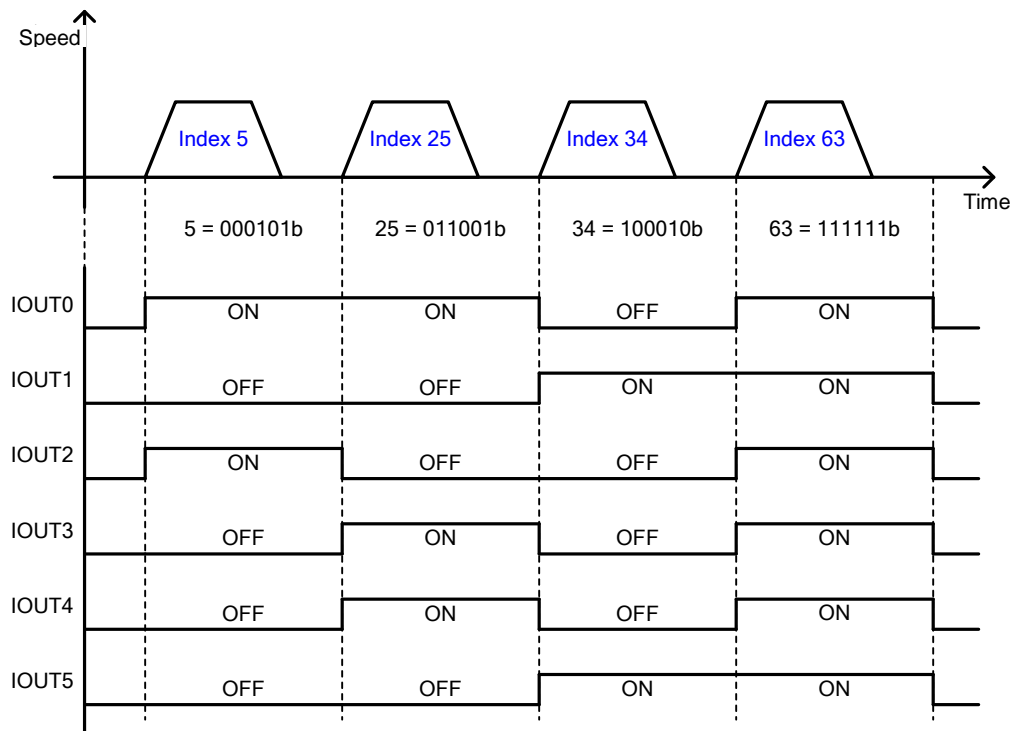 Speed
Index 5 Index 25 Index 34 Index 63
Time
5 = 000101b 25 = 011001b 34 = 100010b 63 = 111111b
IOUT0 ON ON OFF ON
IOUT1 OFF OFF ON ON
IOUT2 ON OFF OFF ON
IOUT3 OFF ON OFF ON
IOUT4 OFF ON OFF ON
IOUT5 OFF OFF ON ON